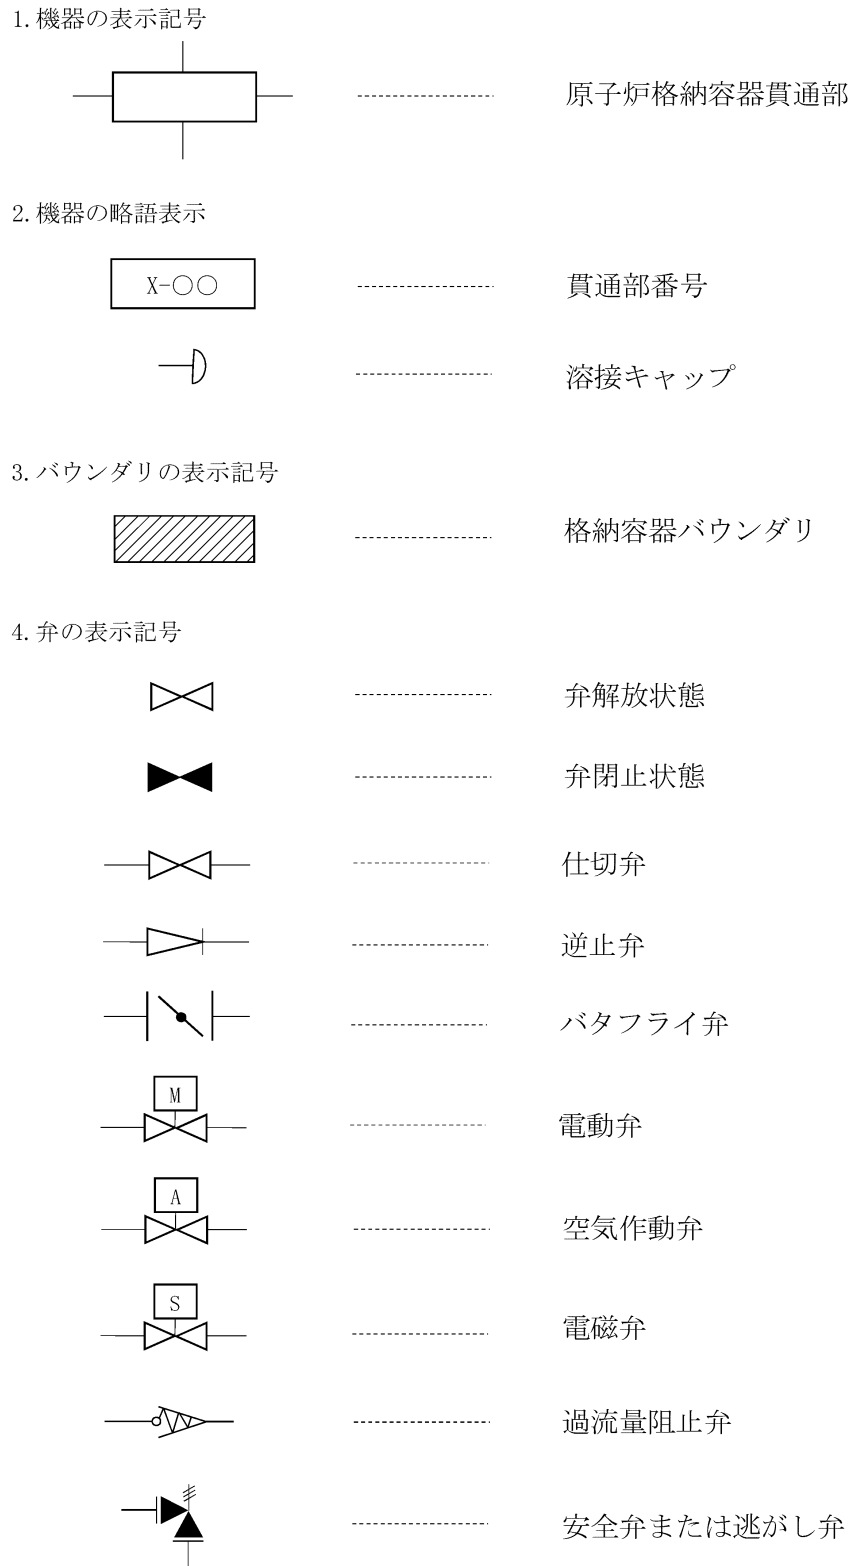 1.機器の表示記号
原子炉格納容器貫通部
2.機器の略語表示
X-○○ 貫通部番号
溶接キャップ
3.バウンダリの表示記号
格納容器バウンダリ
4.弁の表示記号
弁解放状態
弁閉止状態
仕切弁
逆止弁
バタフライ弁
M 電動弁
A 空気作動弁
S 電磁弁
過流量阻止弁
安全弁または逃がし弁